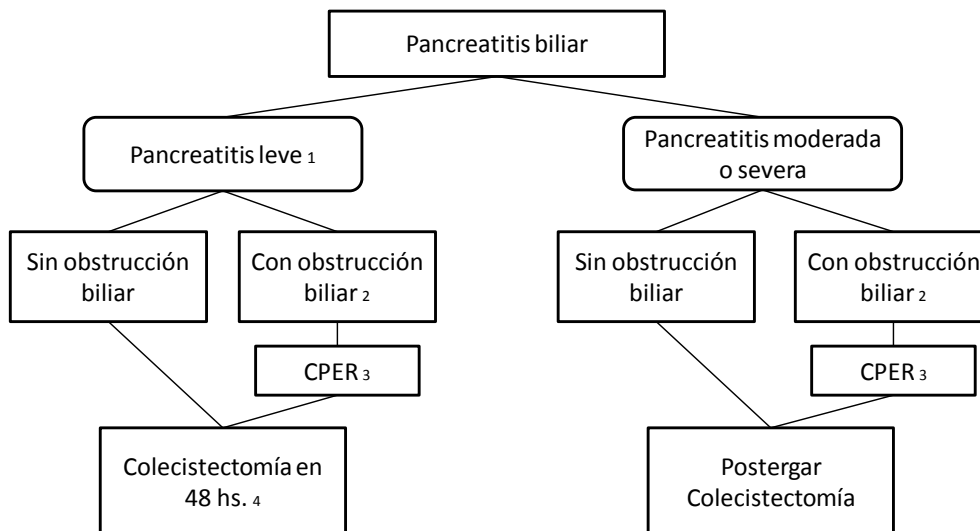 Pancreatitis biliar
Pancreatitis leve 1
Pancreatitis moderada
o severa
Sin obstrucción
biliar
Con obstrucción
biliar 2
Sin obstrucción
biliar
Con obstrucción
biliar 2
CPER 3
CPER 3
Colecistectomía en
48 hs. 4
Postergar
Colecistectomía